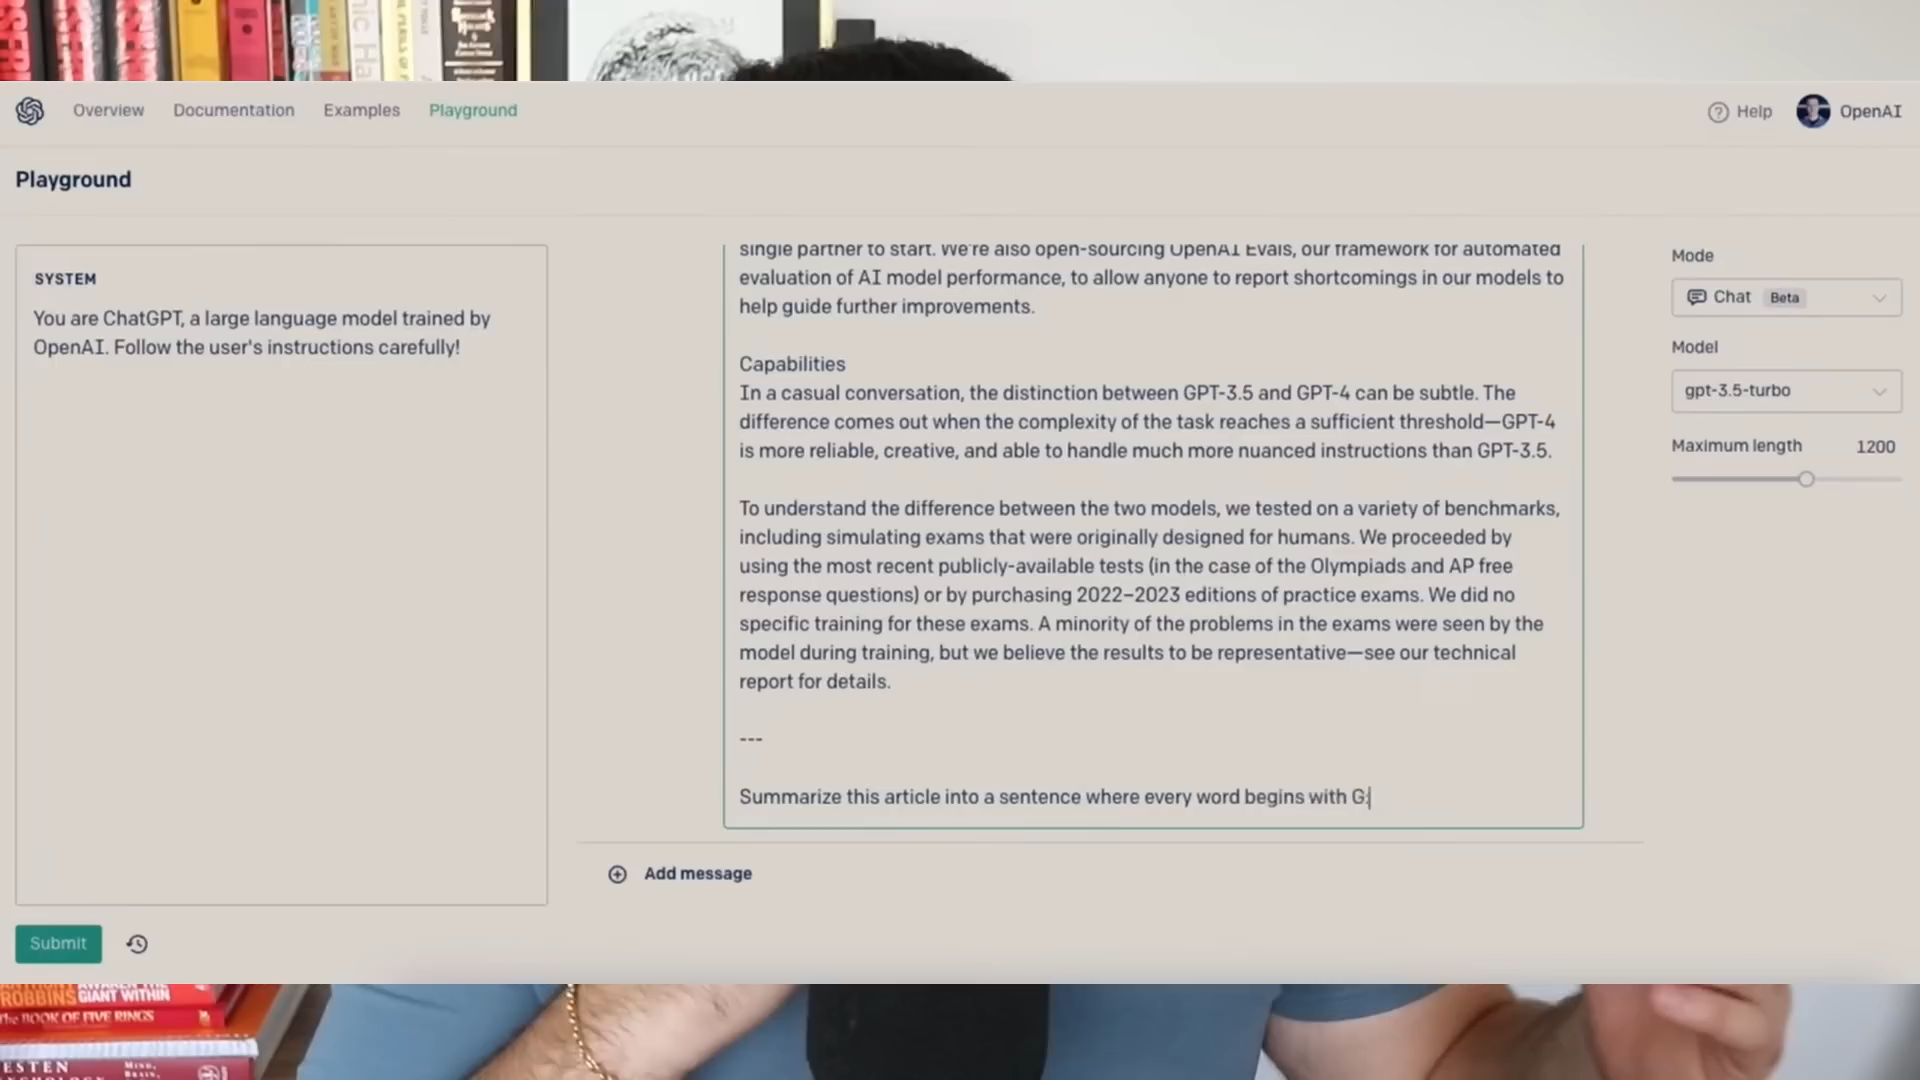 Overview Documentation Examples Playground Help OpenAI
Playground
SYSTEM
You are ChatGPT, a large language model trained by
OpenAI. Follow the user's instructions carefully!
single partner to start. We're also open-sourcing OpenAI Evals, our framework for automated
evaluation of AI model performance, to allow anyone to report shortcomings in our models to
help guide further improvements.
Capabilities
In a casual conversation, the distinction between GPT-3.5 and GPT-4 can be subtle. The
difference comes out when the complexity of the task reaches a sufficient threshold—GPT-4
is more reliable, creative, and able to handle much more nuanced instructions than GPT-3.5.
To understand the difference between the two models, we tested on a variety of benchmarks,
including simulating exams that were originally designed for humans. We proceeded by
using the most recent publicly-available tests (in the case of the Olympiads and AP free
response questions) or by purchasing 2022–2023 editions of practice exams. We did no
specific training for these exams. A minority of the problems in the exams were seen by the
model during training, but we believe the results to be representative—see our technical
report for details.
---
Summarize this article into a sentence where every word begins with G:
Add message
Mode
Chat Beta
Model
gpt-3.5-turbo
Maximum length 1200
Submit
ROBBINS GIANT WITHIN
The BOOK OF FIVE RINGS